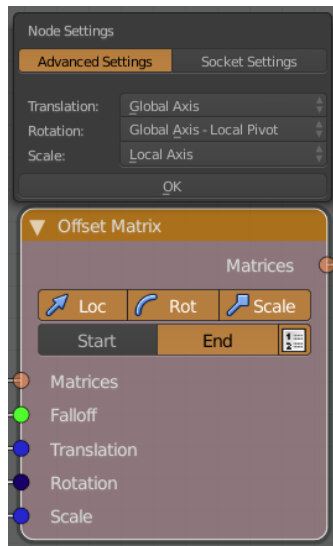 Node Settings
Advanced Settings Socket Settings
Translation: Global Axis
Rotation: Global Axis - Local Pivot
Scale: Local Axis
OK
Offset Matrix
Matrices
Loc Rot Scale
Start End
Matrices
Falloff
Translation
Rotation
Scale